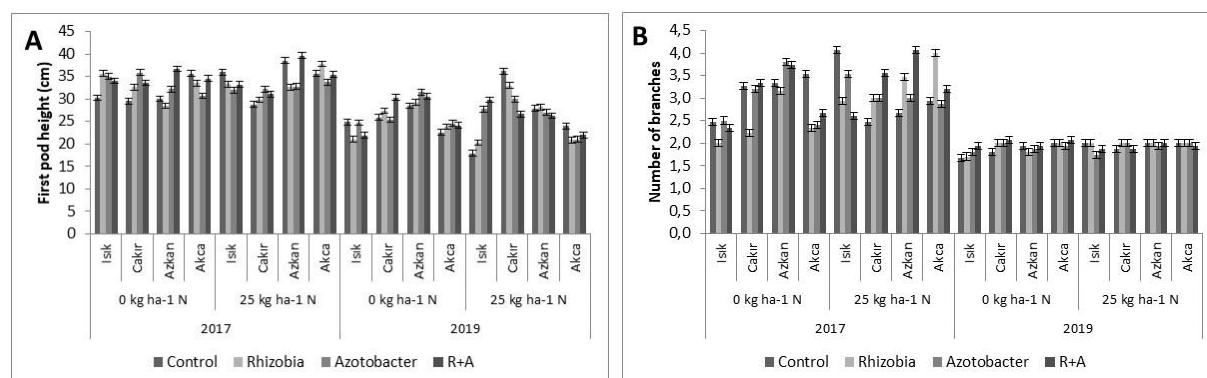 A
First pod height (cm)
45
40
35
30
25
20
15
10
5
0
Isık Cakır Azkan Akca Isık Cakır Azkan Akca Isık Cakır Azkan Akca Isık Cakır Azkan Akca
0 kg ha-1 N 25 kg ha-1 N 0 kg ha-1 N 25 kg ha-1 N
2017 2019
Control Rhizobia Azotobacter R+A
B
Number of branches
4,5
4,0
3,5
3,0
2,5
2,0
1,5
1,0
0,5
0,0
Isık Cakır Azkan Akca Isık Cakır Azkan Akca Isık Cakır Azkan Akca Isık Cakır Azkan Akca
0 kg ha-1 N 25 kg ha-1 N 0 kg ha-1 N 25 kg ha-1 N
2017 2019
Control Rhizobia Azotobacter R+A